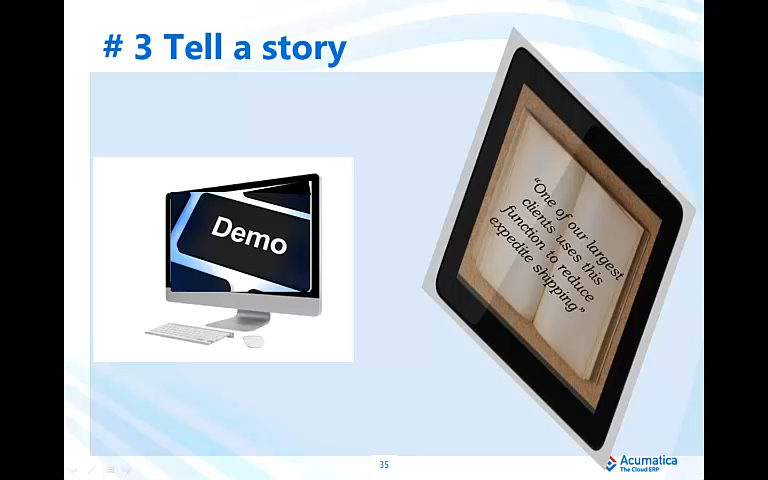 # 3 Tell a story
Demo
“One of our largest
clients uses this
function to reduce
expedite shipping”
35
Acumatica
The Cloud ERP